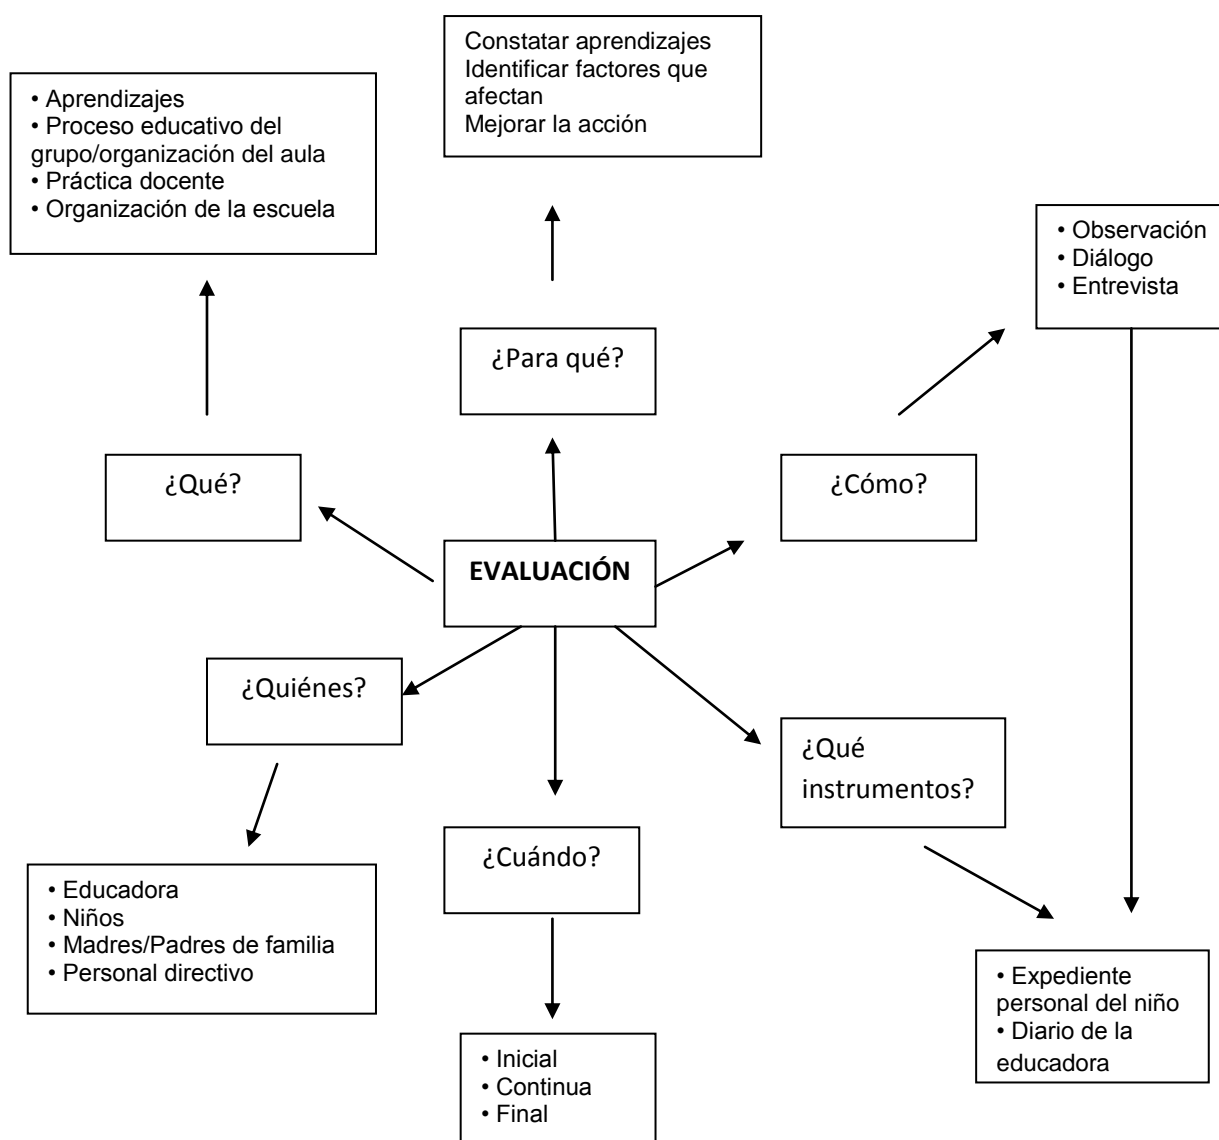 Constatar aprendizajes
Identificar factores que
afectan
Mejorar la acción
• Aprendizajes
• Proceso educativo del
grupo/organización del aula
• Práctica docente
• Organización de la escuela
• Observación
• Diálogo
• Entrevista
¿Para qué?
¿Qué?
¿Cómo?
EVALUACIÓN
¿Quiénes?
¿Qué
instrumentos?
¿Cuándo?
• Educadora
• Niños
• Madres/Padres de familia
• Personal directivo
• Expediente
personal del niño
• Diario de la
educadora
• Inicial
• Continua
• Final